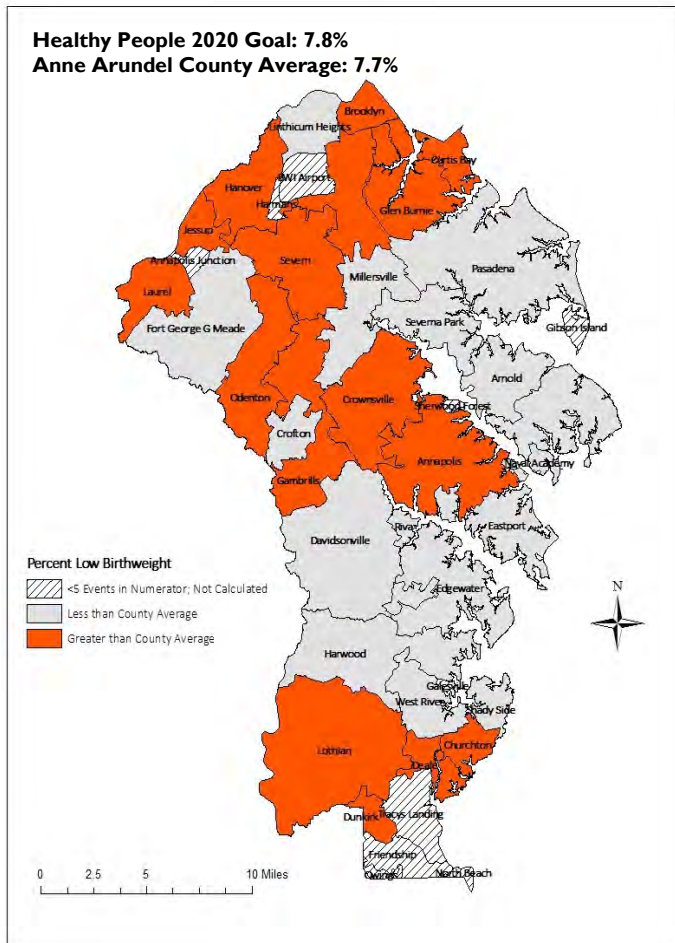 Healthy People 2020 Goal: 7.8%
Anne Arundel County Average: 7.7%
Brooklyn
Linthicum Heights
Curtis Bay
BWI Airport
Hanover
Harmans
Glen Burnie
Jessup
Annapolis Junction
Severn
Pasadena
Millersville
Laurel
Fort George G Meade
Severna Park
Gibson Island
Arnold
Odenton
Crownsville
Sherwood Forest
Crofton
Annapolis
Naval Academy
Gambrills
Riva
Eastport
Davidsonville
Percent Low Birthweight
<5 Events in Numerator; Not Calculated
Less than County Average
Greater than County Average
Edgewater
N
Harwood
Galesville
West River
Shady Side
Lothian
Churchton
Deale
Dunkirk
Tracys Landing
Friendship
Owings
North Beach
0 2.5 5 10 Miles